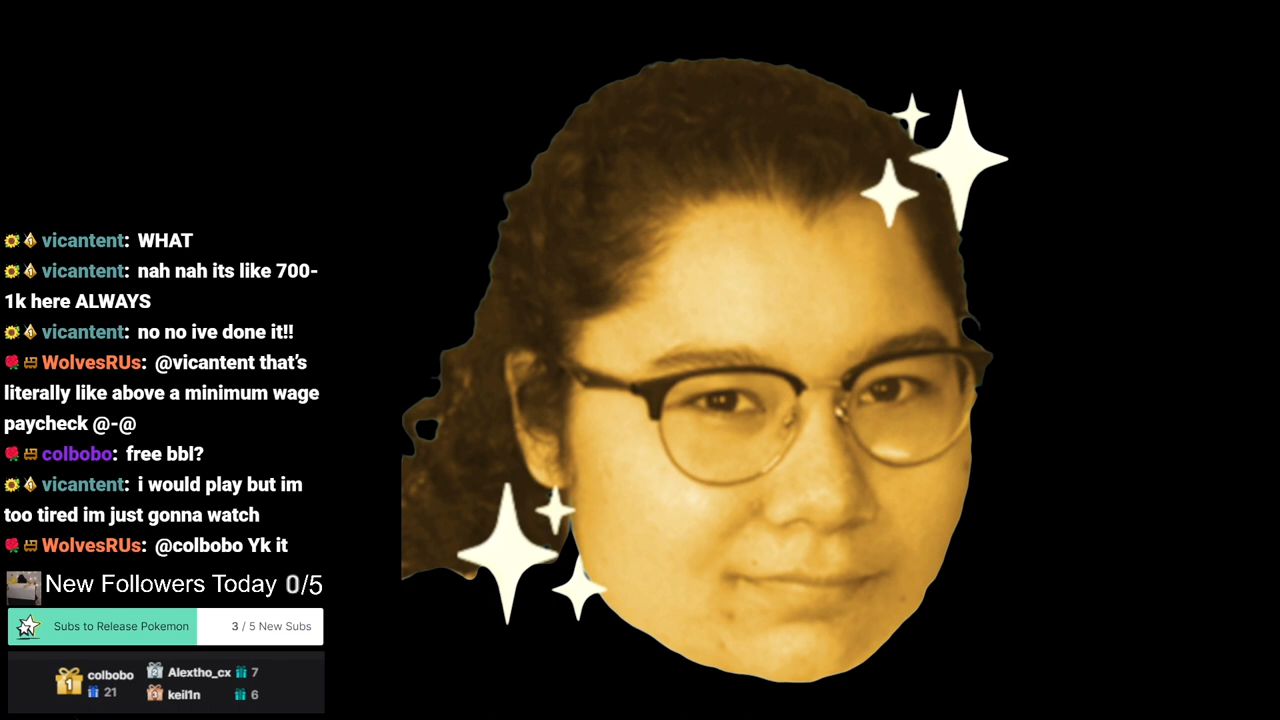 vicantent: WHAT
vicantent: nah nah its like 700-
1k here ALWAYS
vicantent: no no ive done it!!
WolvesRUs: @vicantent that’s
literally like above a minimum wage
paycheck @-@
colbobo: free bbl?
vicantent: i would play but im
too tired im just gonna watch
WolvesRUs: @colbobo Yk it
New Followers Today 0/5
Subs to Release Pokemon 3 / 5 New Subs
1 colbobo 21
Alextho_cx 7
keil1n 6